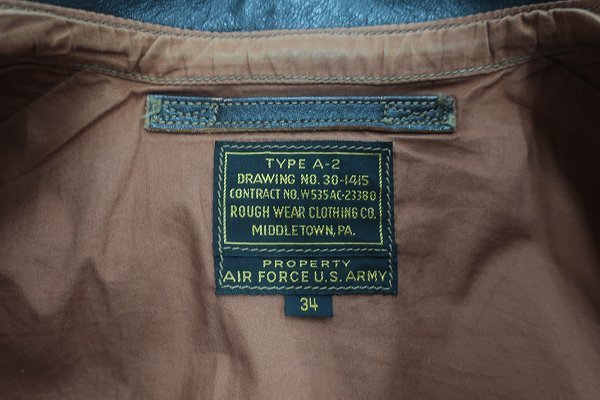 TYPE A-2
DRAWING NO. 30-1415
CONTRACT NO. W535AC-23380
ROUGH WEAR CLOTHING CO.
MIDDLETOWN, PA.
PROPERTY
AIR FORCE U.S. ARMY
34